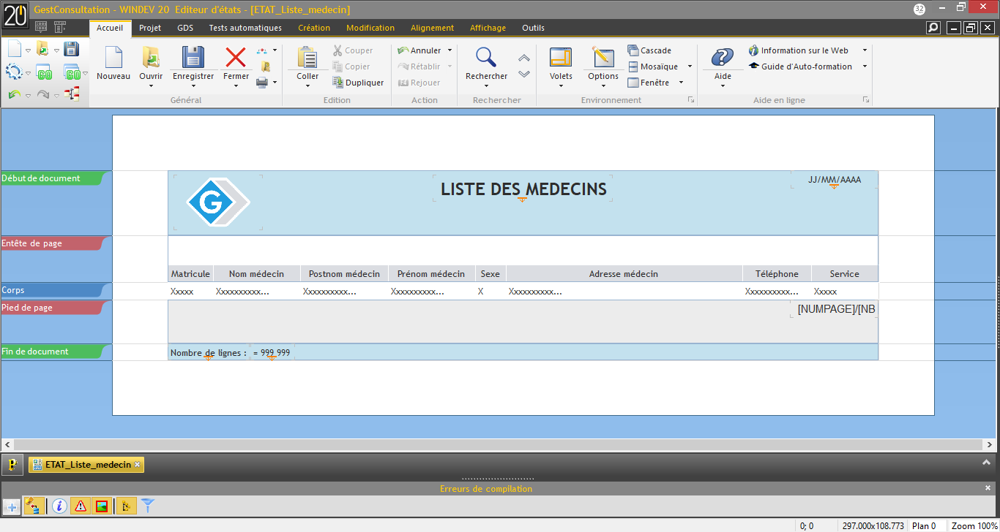 20
GestConsultation - WINDEV 20 Editeur d'états - [ETAT_Liste_medecin]
32
Accueil Projet GDS Tests automatiques Création Modification Alignement Affichage Outils
GO GO
Nouveau Ouvrir Enregistrer Fermer
Général
Coller Couper
Copier
Dupliquer
Edition
Annuler
Rétablir
Rejouer
Action
Rechercher
Rechercher
Volets Options Cascade
Mosaïque
Fenêtre
Environnement
Aide Information sur le Web
Guide d'Auto-formation
Aide en ligne
Début de document
G
LISTE DES MEDECINS
JJ/MM/AAAA
Entête de page
Matricule Nom médecin Postnom médecin Prénom médecin Sexe Adresse médecin Téléphone Service
Corps
Xxxxx Xxxxxxxxxx... Xxxxxxxxxx... Xxxxxxxxxx... X Xxxxxxxxxx... Xxxxxxxxxx... Xxxxx
Pied de page
[NUMPAGE]/[NB
Fin de document
Nombre de lignes : = 999 999
ETAT_Liste_medecin
Erreurs de compilation
0; 0 297.000x108.773 Plan 0 Zoom 100%